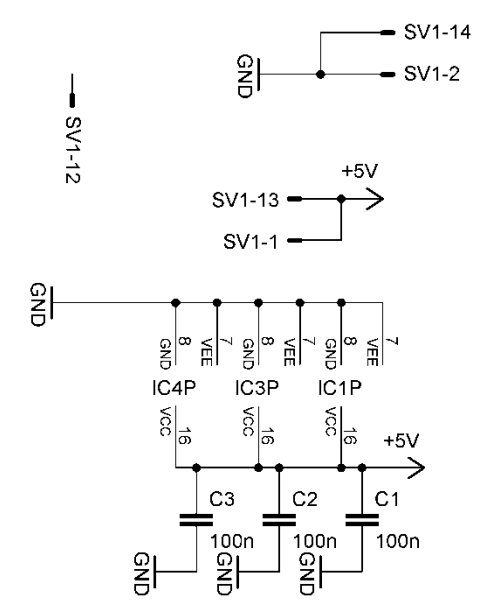 SV1-14
GND
SV1-2
SV1-12
+5V
SV1-13
SV1-1
GND
GND 8 VEE 7 GND 8 VEE 7 GND 8 VEE 7
IC4P IC3P IC1P
VCC 16 VCC 16 VCC 16
+5V
C3 C2 C1
100n 100n 100n
GND GND GND